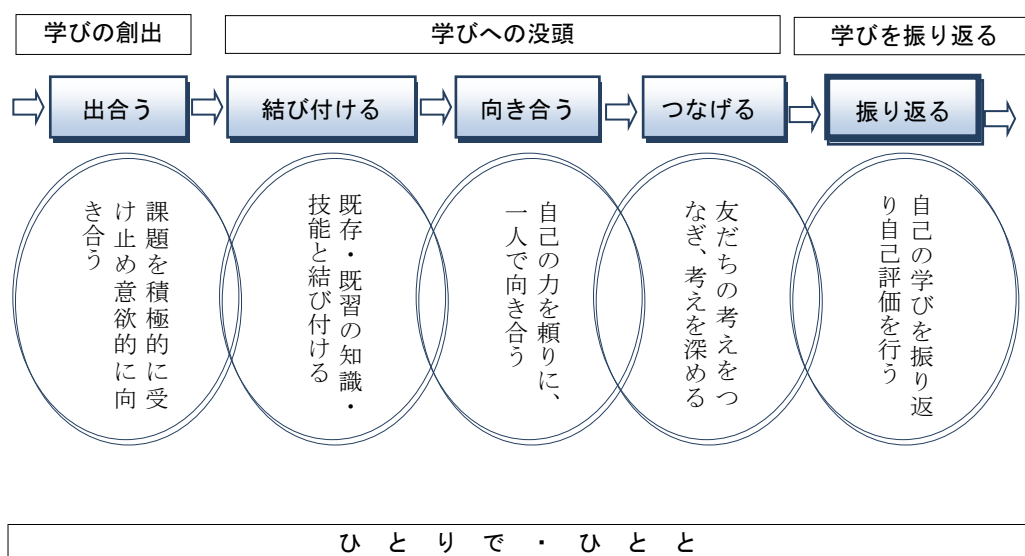 学びの創出
学びへの没頭
学びを振り返る
出合う
結び付ける
向き合う
つなげる
振り返る
課題を積極的に受
け止め意欲的に向
き合う
既存・既習の知識・
技能と結び付ける
自己の力を頼りに、
一人で向き合う
友だちの考えをつ
なぎ、考えを深める
自己の学びを振り返
り自己評価を行う
ひとりで・ひとと